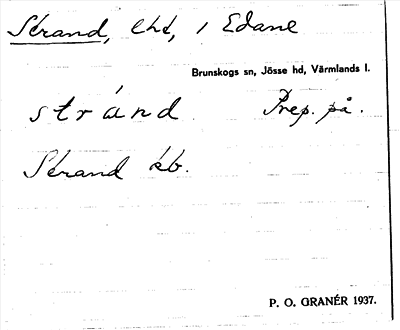 Strand, lht, i Edane
Brunskogs sn, Jösse hd, Värmlands l.
stránd Prep. på.
Strand kb.
P. O. GRANÉR 1937.